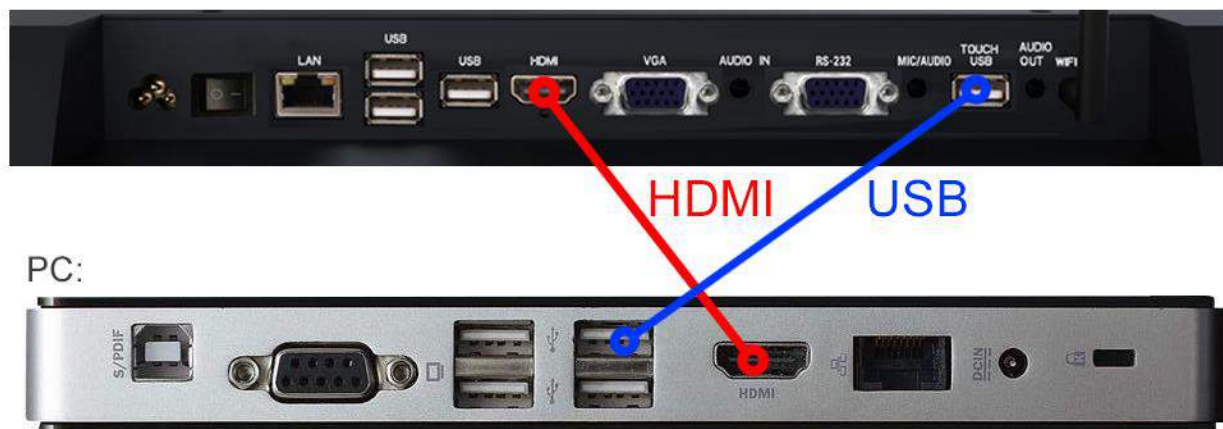 USB
LAN USB HDMI VGA AUDIO IN RS-232 MIC/AUDIO TOUCH USB AUDIO OUT WIFI
HDMI USB
PC:
S/PDIF
HDMI
DCIN